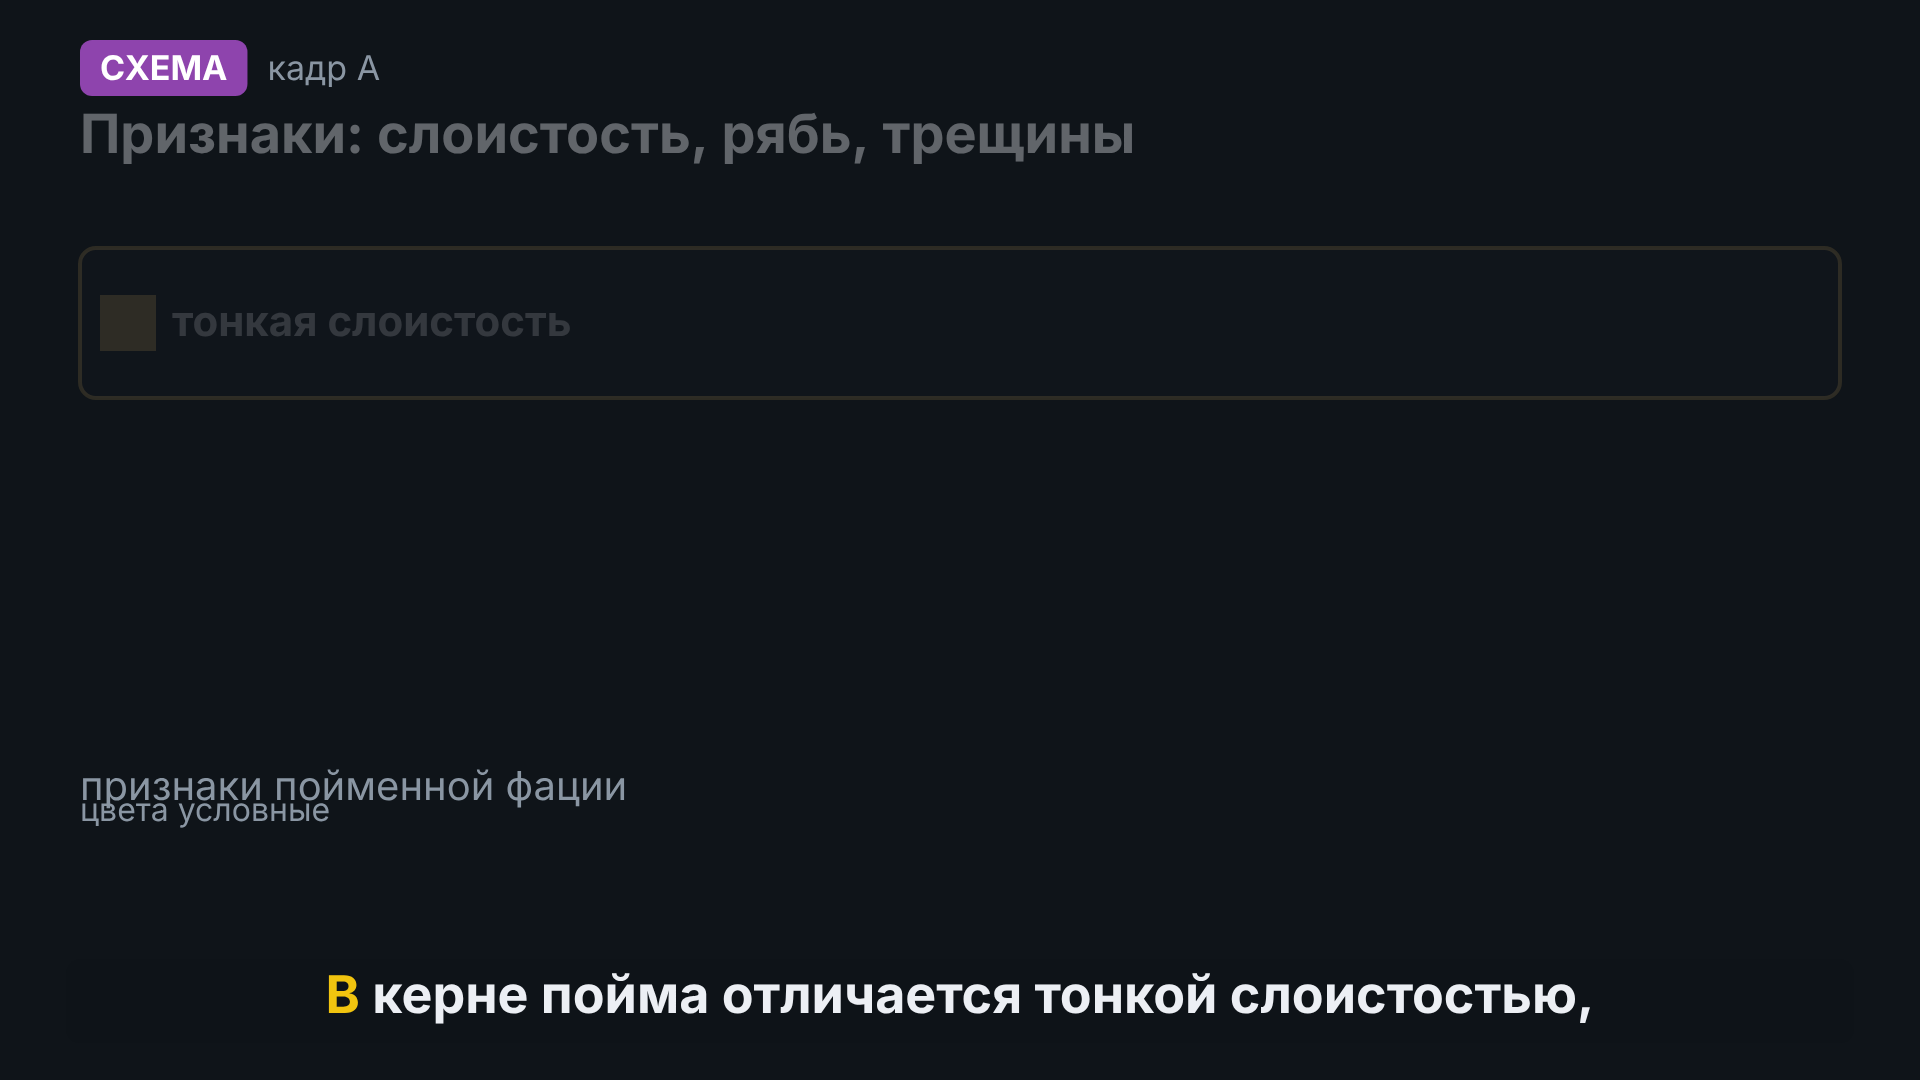 СХЕМА кадр А
Признаки: слоистость, рябь, трещины
тонкая слоистость
признаки пойменной фации
цвета условные
В керне пойма отличается тонкой слоистостью,